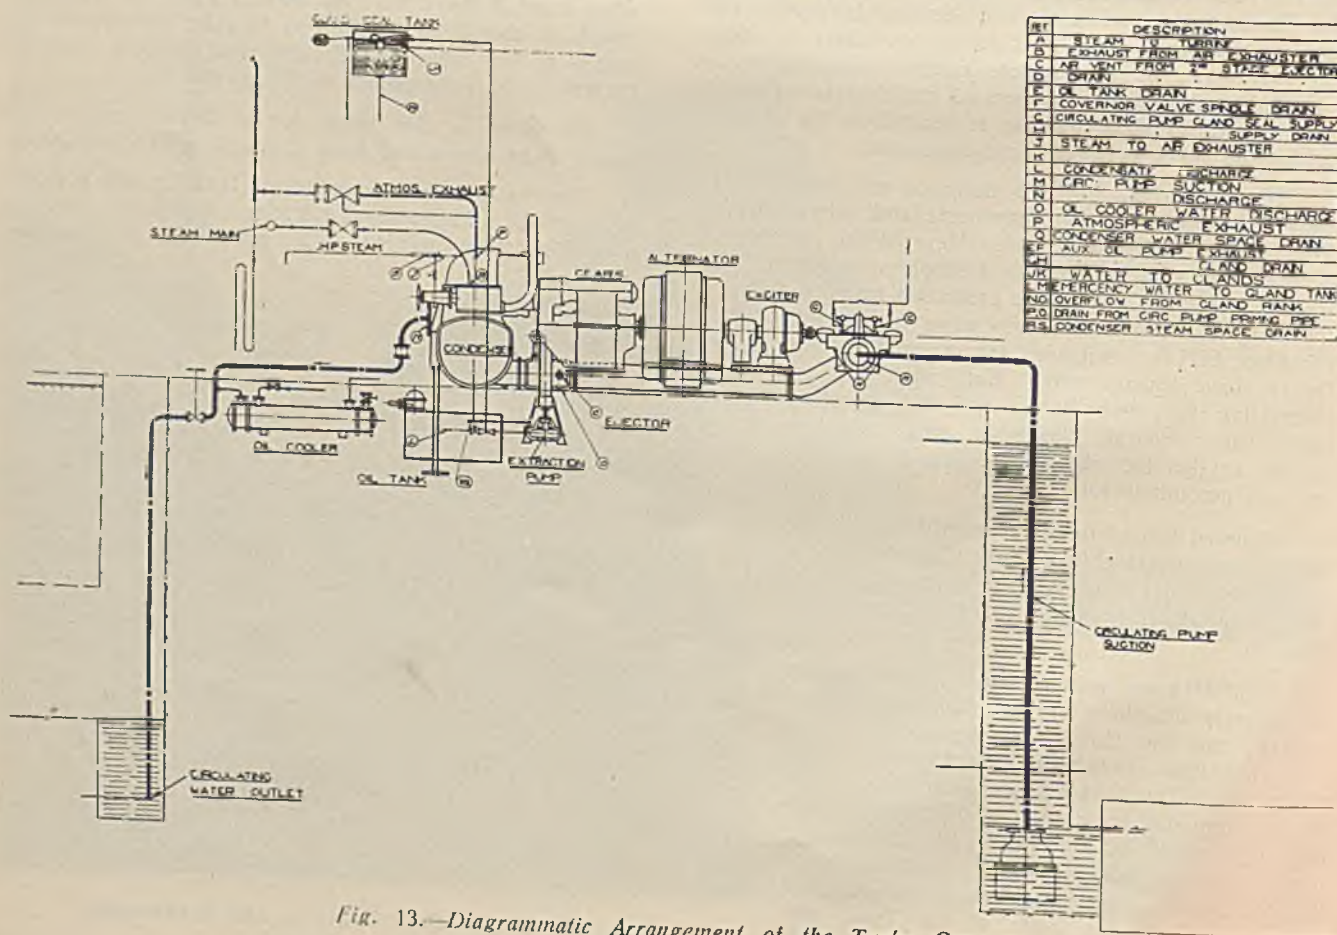 SEAL TANK
REF DESCRIPTION
A STEAM TO TURBINE
B EXHAUST FROM AIR EXHAUSTER
C AIR VENT FROM 2ND STAGE EJECTOR
D DRAIN " " " "
E OIL TANK DRAIN
F GOVERNOR VALVE SPINDLE DRAIN
G CIRCULATING PUMP GLAND SEAL SUPPLY
H " " " SUPPLY DRAIN
J STEAM TO AIR EXHAUSTER
K
L CONDENSATE DISCHARGE
M CIRC: PUMP SUCTION
N DISCHARGE
O OIL COOLER WATER DISCHARGE
P ATMOSPHERIC EXHAUST
Q CONDENSER WATER SPACE DRAIN
EF AUX. OIL PUMP EXHAUST
GH " " GLAND DRAIN
JK WATER TO GLANDS
LM EMERGENCY WATER TO GLAND TANK
NO OVERFLOW FROM GLAND RANK
PQ DRAIN FROM CIRC PUMP PRIMING PIPE
RS CONDENSER STEAM SPACE DRAIN
ATMOS. EXHAUST
STEAM MAIN
HP STEAM
GEARS
ALTERNATOR
EXCITER
CONDENSE
OIL COOLER
EJECTOR
OIL TANK
EXTRACTION
PUMP
CIRCULATING PUMP
SUCTION
CIRCULATING
WATER OUTLET
Fig. 13.—Diagrammatic Arrangement of the